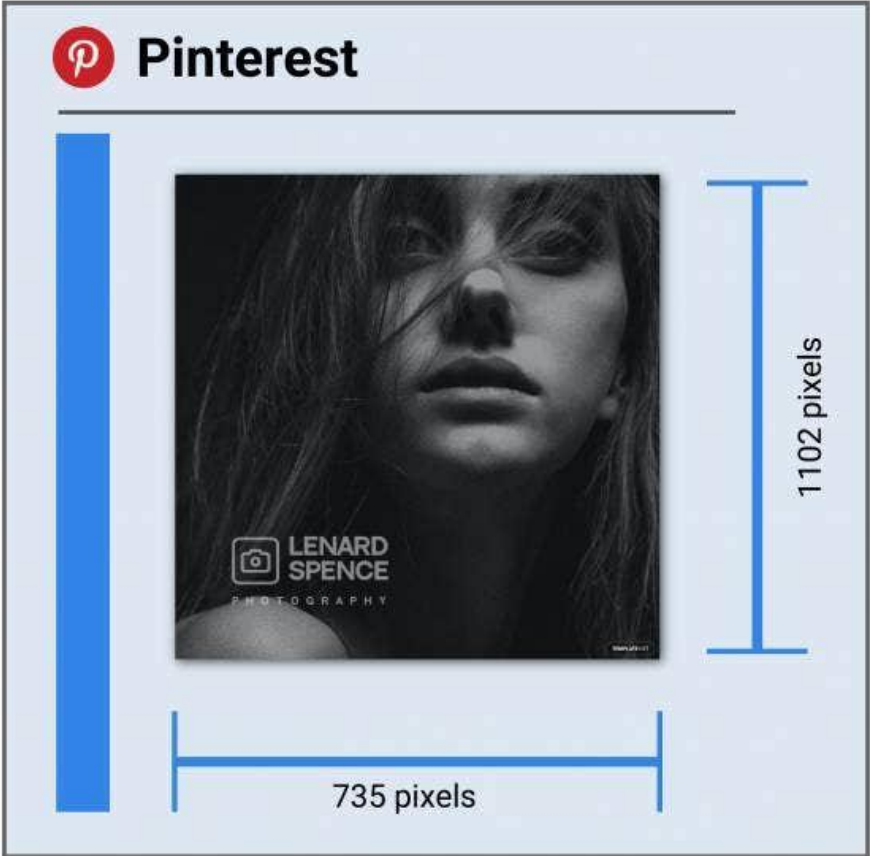 Pinterest
LENARD
SPENCE
PHOTOGRAPHY
1102 pixels
735 pixels